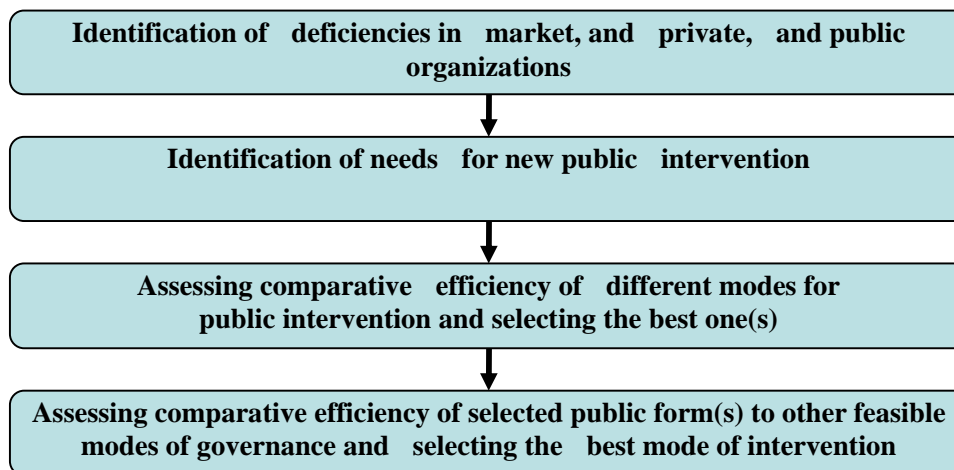 Identification of deficiencies in market, and private, and public
organizations
Identification of needs for new public intervention
Assessing comparative efficiency of different modes for
public intervention and selecting the best one(s)
Assessing comparative efficiency of selected public form(s) to other feasible
modes of governance and selecting the best mode of intervention